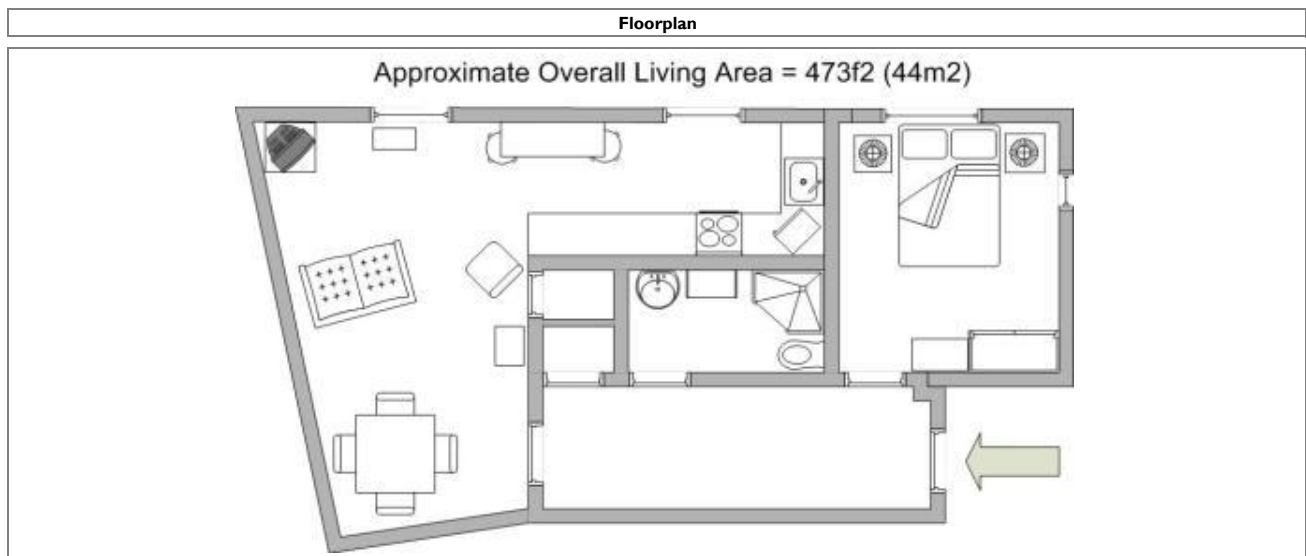 Floorplan
Approximate Overall Living Area = 473f2 (44m2)